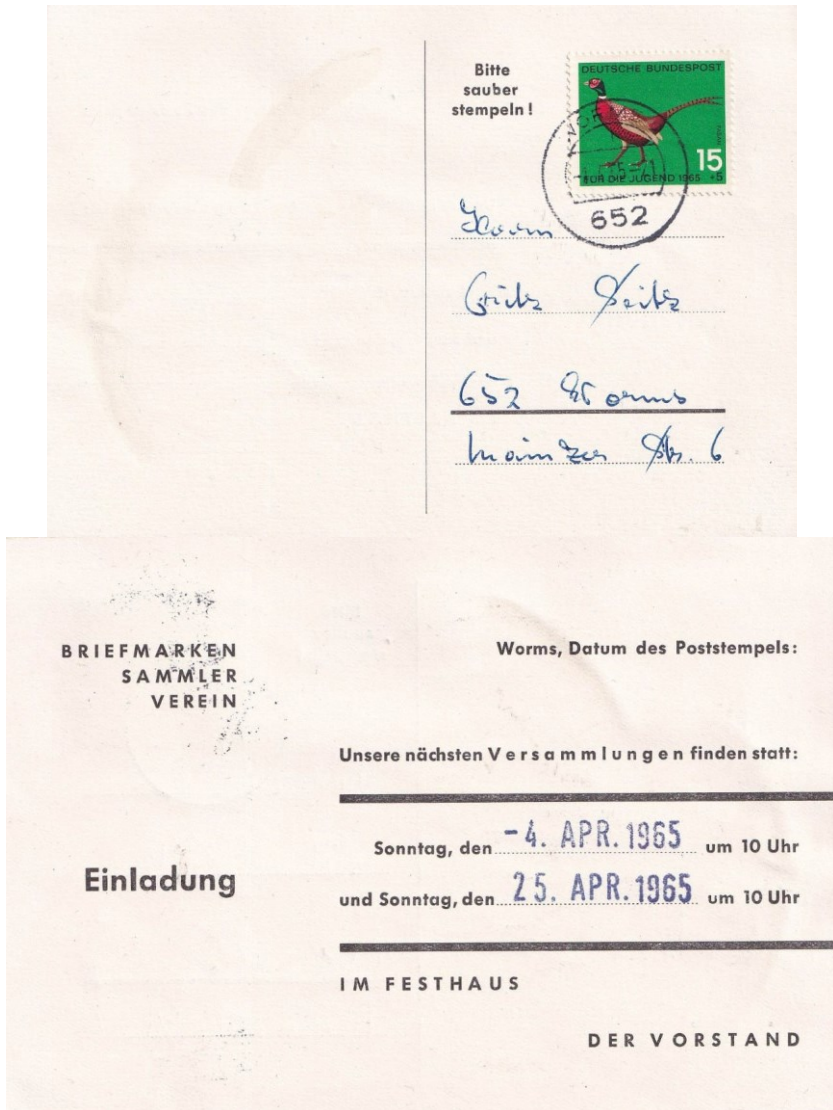 Bitte
sauber
stempeln!
DEUTSCHE BUNDESPOST
15
FÜR DIE JUGEND 1965 +5
652
Herrn
Fritz Seitz
652 Worms
Mainzer Str. 6
BRIEFMARKEN
SAMMLER
VEREIN
Worms, Datum des Poststempels:
Unsere nächsten Versammlungen finden statt:
Sonntag, den -4. APR. 1965 um 10 Uhr
Einladung
und Sonntag, den 25. APR. 1965 um 10 Uhr
IM FESTHAUS
DER VORSTAND